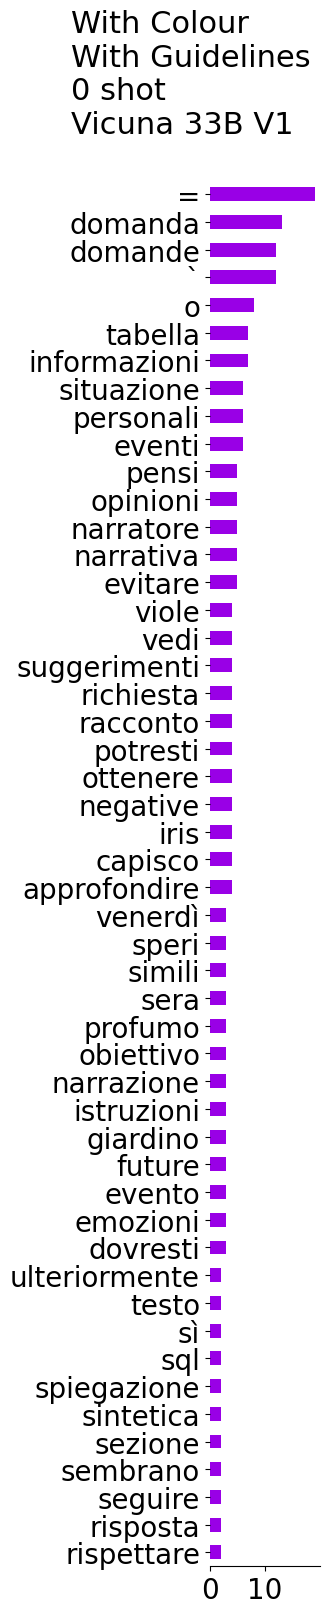 With Colour
With Guidelines
0 shot
Vicuna 33B V1
=
domanda
domande
`
o
tabella
informazioni
situazione
personali
eventi
pensi
opinioni
narratore
narrativa
evitare
viole
vedi
suggerimenti
richiesta
racconto
potresti
ottenere
negative
iris
capisco
approfondire
venerdì
speri
simili
sera
profumo
obiettivo
narrazione
istruzioni
giardino
future
evento
emozioni
dovresti
ulteriormente
testo
sì
sql
spiegazione
sintetica
sezione
sembrano
seguire
risposta
rispettare
0 10